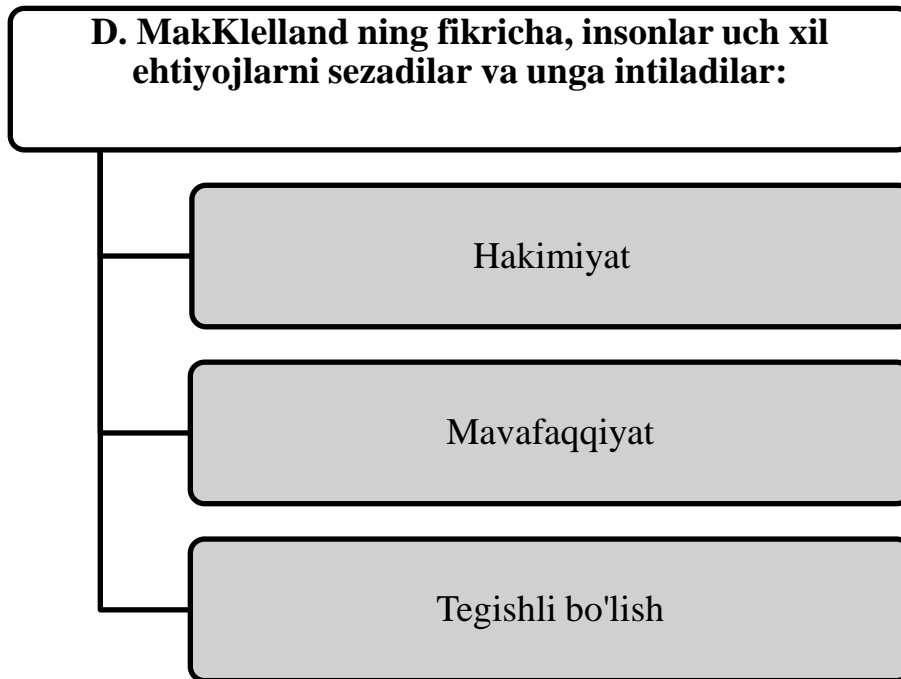 D. MakKlelland ning fikricha, insonlar uch xil
ehtiyojlarni sezadilar va unga intiladilar:
Hakimiyat
Mavafaqqiyat
Tegishli bo'lish